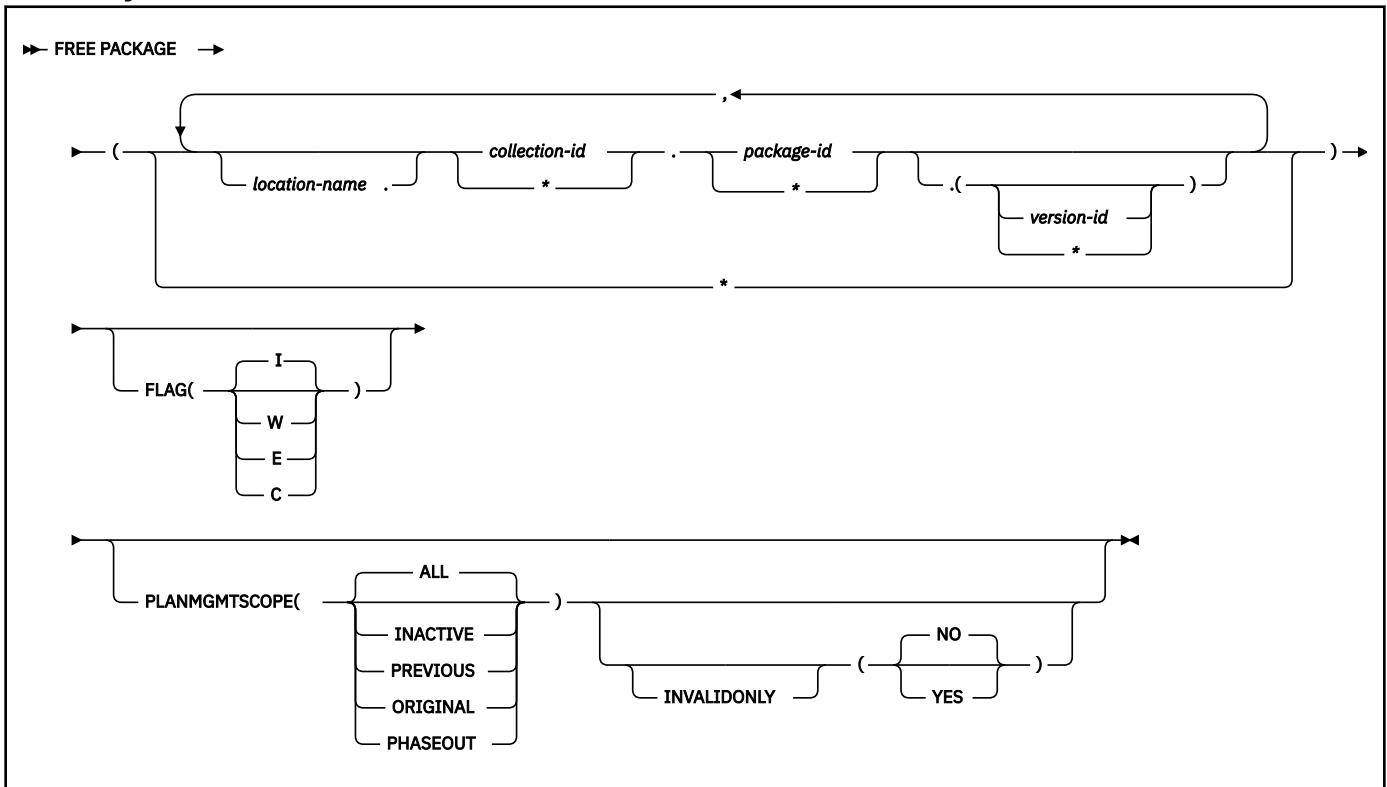 FREE PACKAGE
,
( collection-id . package-id )
location-name . * * .( )
version-id
*
*
I
FLAG( )
W
E
C
ALL
PLANMGMTSCOPE( )
INACTIVE NO
PREVIOUS ( )
ORIGINAL INVALIDONLY YES
PHASEOUT